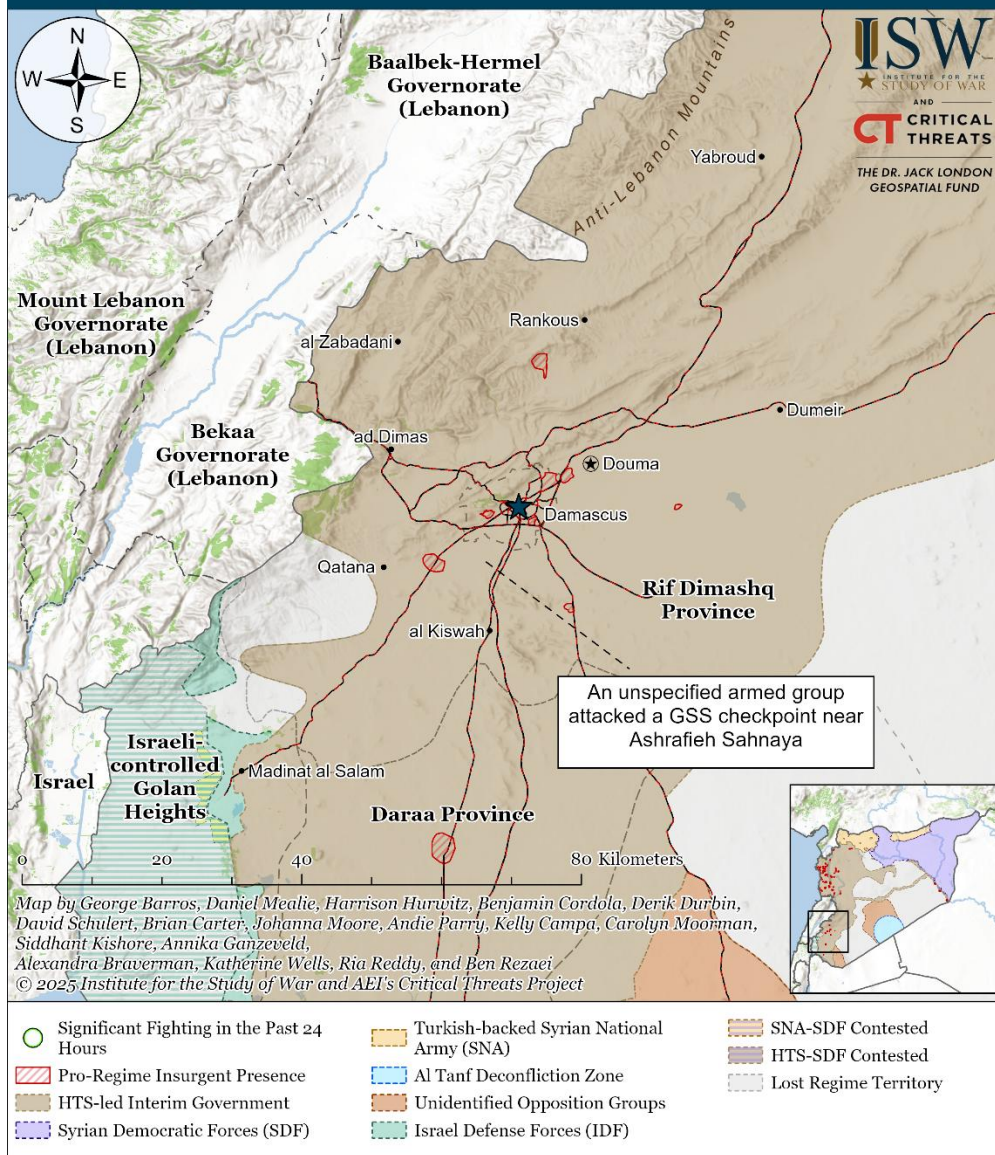 N
W
E
S
ISW
INSTITUTE FOR THE
STUDY OF WAR
AND
CT CRITICAL
THREATS
THE DR. JACK LONDON
GEOSPATIAL FUND
Baalbek-Hermel
Governorate
(Lebanon)
Anti-Lebanon Mountains
Yabroud
Mount Lebanon
Governorate
(Lebanon)
Rankous
al Zabadani
Bekaa
Governorate
(Lebanon)
ad Dimas
Dumeir
Douma
Damascus
Qatana
Rif Dimashq
Province
al Kiswah
An unspecified armed group
attacked a GSS checkpoint near
Ashrafieh Sahnaya
Israel
Israeli-
controlled
Golan
Heights
Madinat al Salam
Daraa Province
0 20 40 80 Kilometers
Map by George Barros, Daniel Mealie, Harrison Hurwitz, Benjamin Cordola, Derik Durbin,
David Schulert, Brian Carter, Johanna Moore, Andie Parry, Kelly Campa, Carolyn Moorman,
Siddhant Kishore, Annika Ganzeveld,
Alexandra Braverman, Katherine Wells, Ria Reddy, and Ben Rezaei
© 2025 Institute for the Study of War and AEI's Critical Threats Project
Significant Fighting in the Past 24
Hours
Pro-Regime Insurgent Presence
HTS-led Interim Government
Syrian Democratic Forces (SDF)
Turkish-backed Syrian National
Army (SNA)
Al Tanf Deconfliction Zone
Unidentified Opposition Groups
Israel Defense Forces (IDF)
SNA-SDF Contested
HTS-SDF Contested
Lost Regime Territory